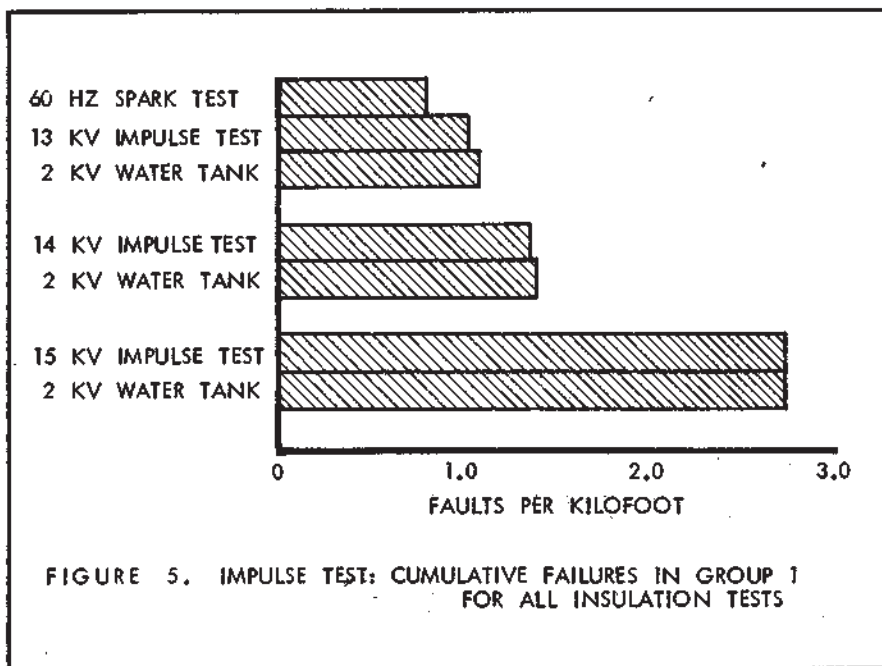 60 HZ SPARK TEST
13 KV IMPULSE TEST
2 KV WATER TANK
14 KV IMPULSE TEST
2 KV WATER TANK
15 KV IMPULSE TEST
2 KV WATER TANK
0 1.0 2.0 3.0
FAULTS PER KILOFOOT
FIGURE 5. IMPULSE TEST: CUMULATIVE FAILURES IN GROUP 1
FOR ALL INSULATION TESTS